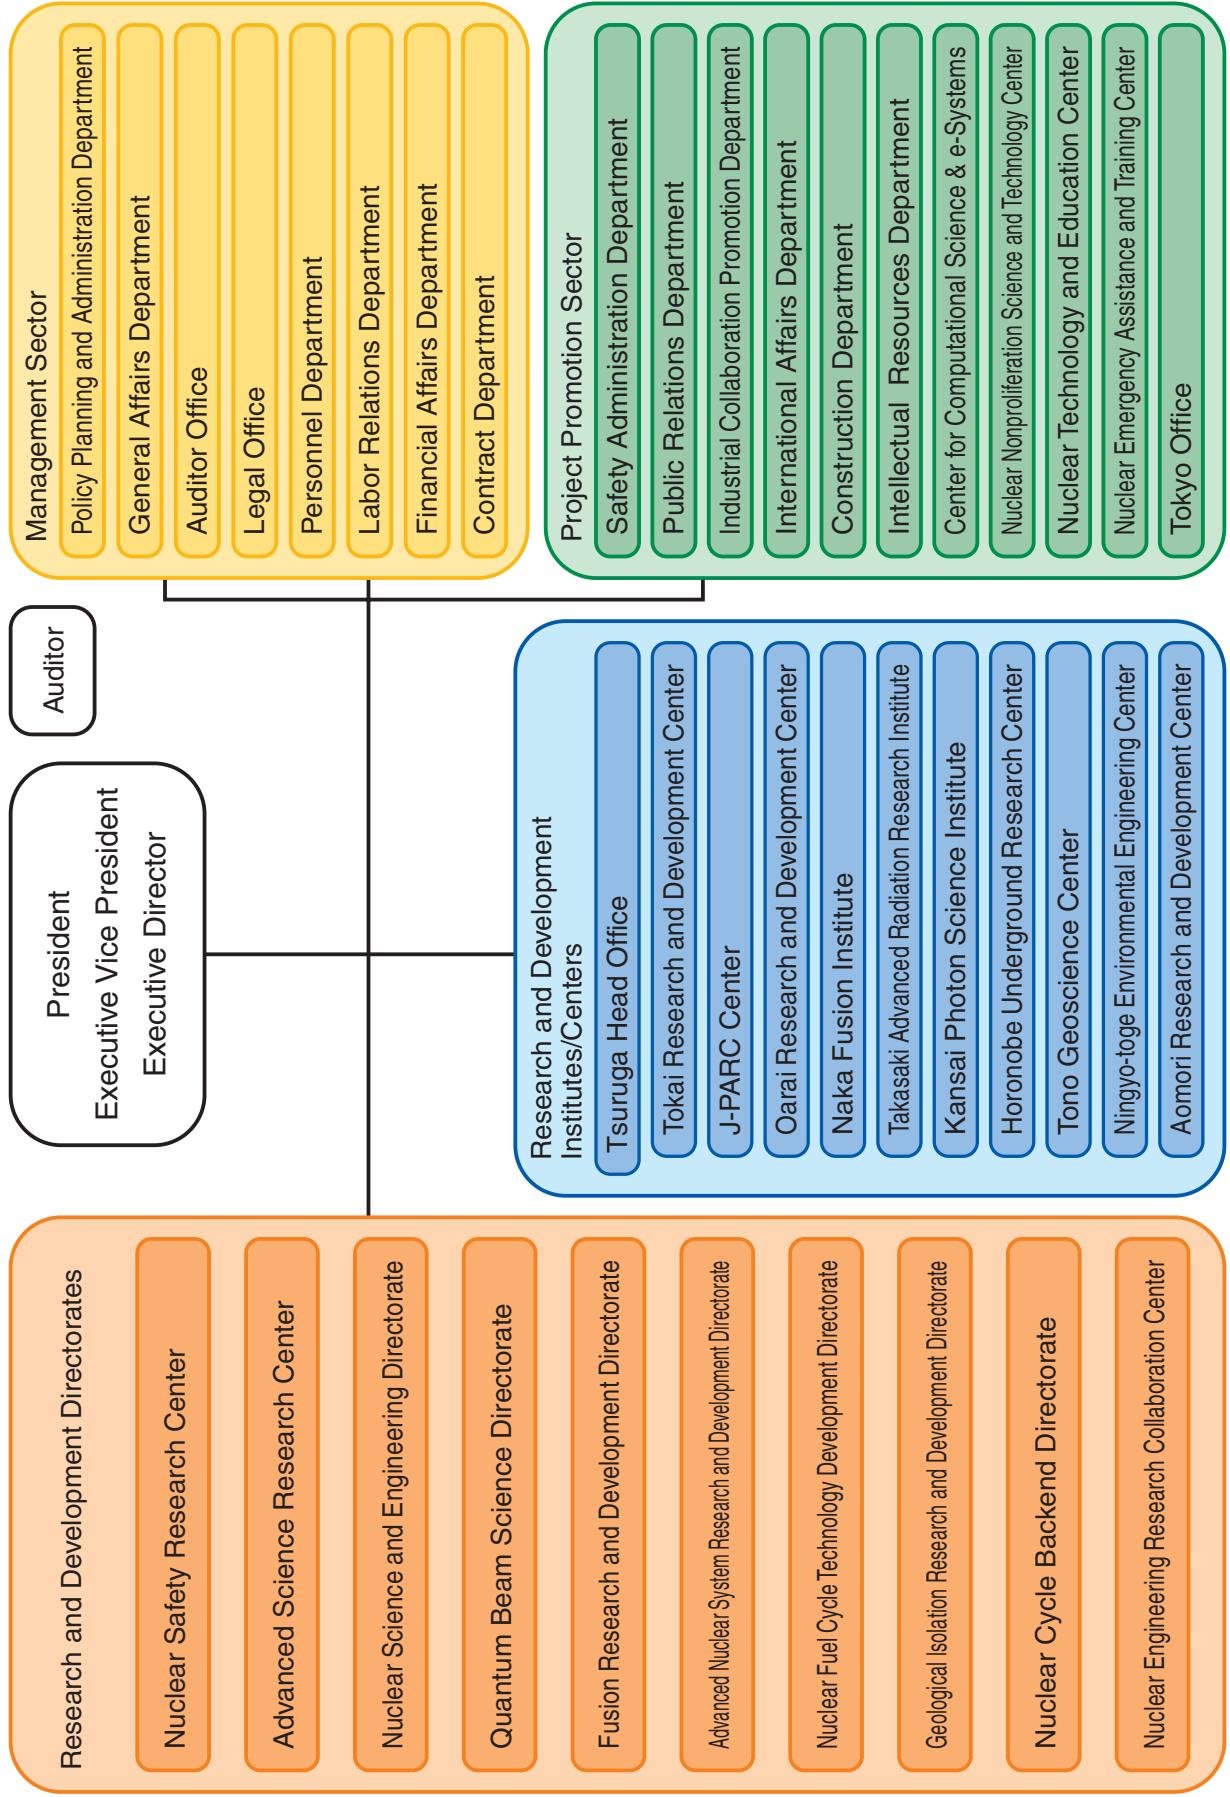 President
Executive Vice President
Executive Director
Auditor
Research and Development Directorates
Nuclear Safety Research Center
Advanced Science Research Center
Nuclear Science and Engineering Directorate
Quantum Beam Science Directorate
Fusion Research and Development Directorate
Advanced Nuclear System Research and Development Directorate
Nuclear Fuel Cycle Technology Development Directorate
Geological Isolation Research and Development Directorate
Nuclear Cycle Backend Directorate
Nuclear Engineering Research Collaboration Center
Research and Development
Institutes/Centers
Tsuruga Head Office
Tokai Research and Development Center
J-PARC Center
Oarai Research and Development Center
Naka Fusion Institute
Takasaki Advanced Radiation Research Institute
Kansai Photon Science Institute
Horonobe Underground Research Center
Tono Geoscience Center
Ningyo-toge Environmental Engineering Center
Aomori Research and Development Center
Management Sector
Policy Planning and Administration Department
General Affairs Department
Auditor Office
Legal Office
Personnel Department
Labor Relations Department
Financial Affairs Department
Contract Department
Project Promotion Sector
Safety Administration Department
Public Relations Department
Industrial Collaboration Promotion Department
International Affairs Department
Construction Department
Intellectual Resources Department
Center for Computational Science & e-Systems
Nuclear Nonproliferation Science and Technology Center
Nuclear Technology and Education Center
Nuclear Emergency Assistance and Training Center
Tokyo Office